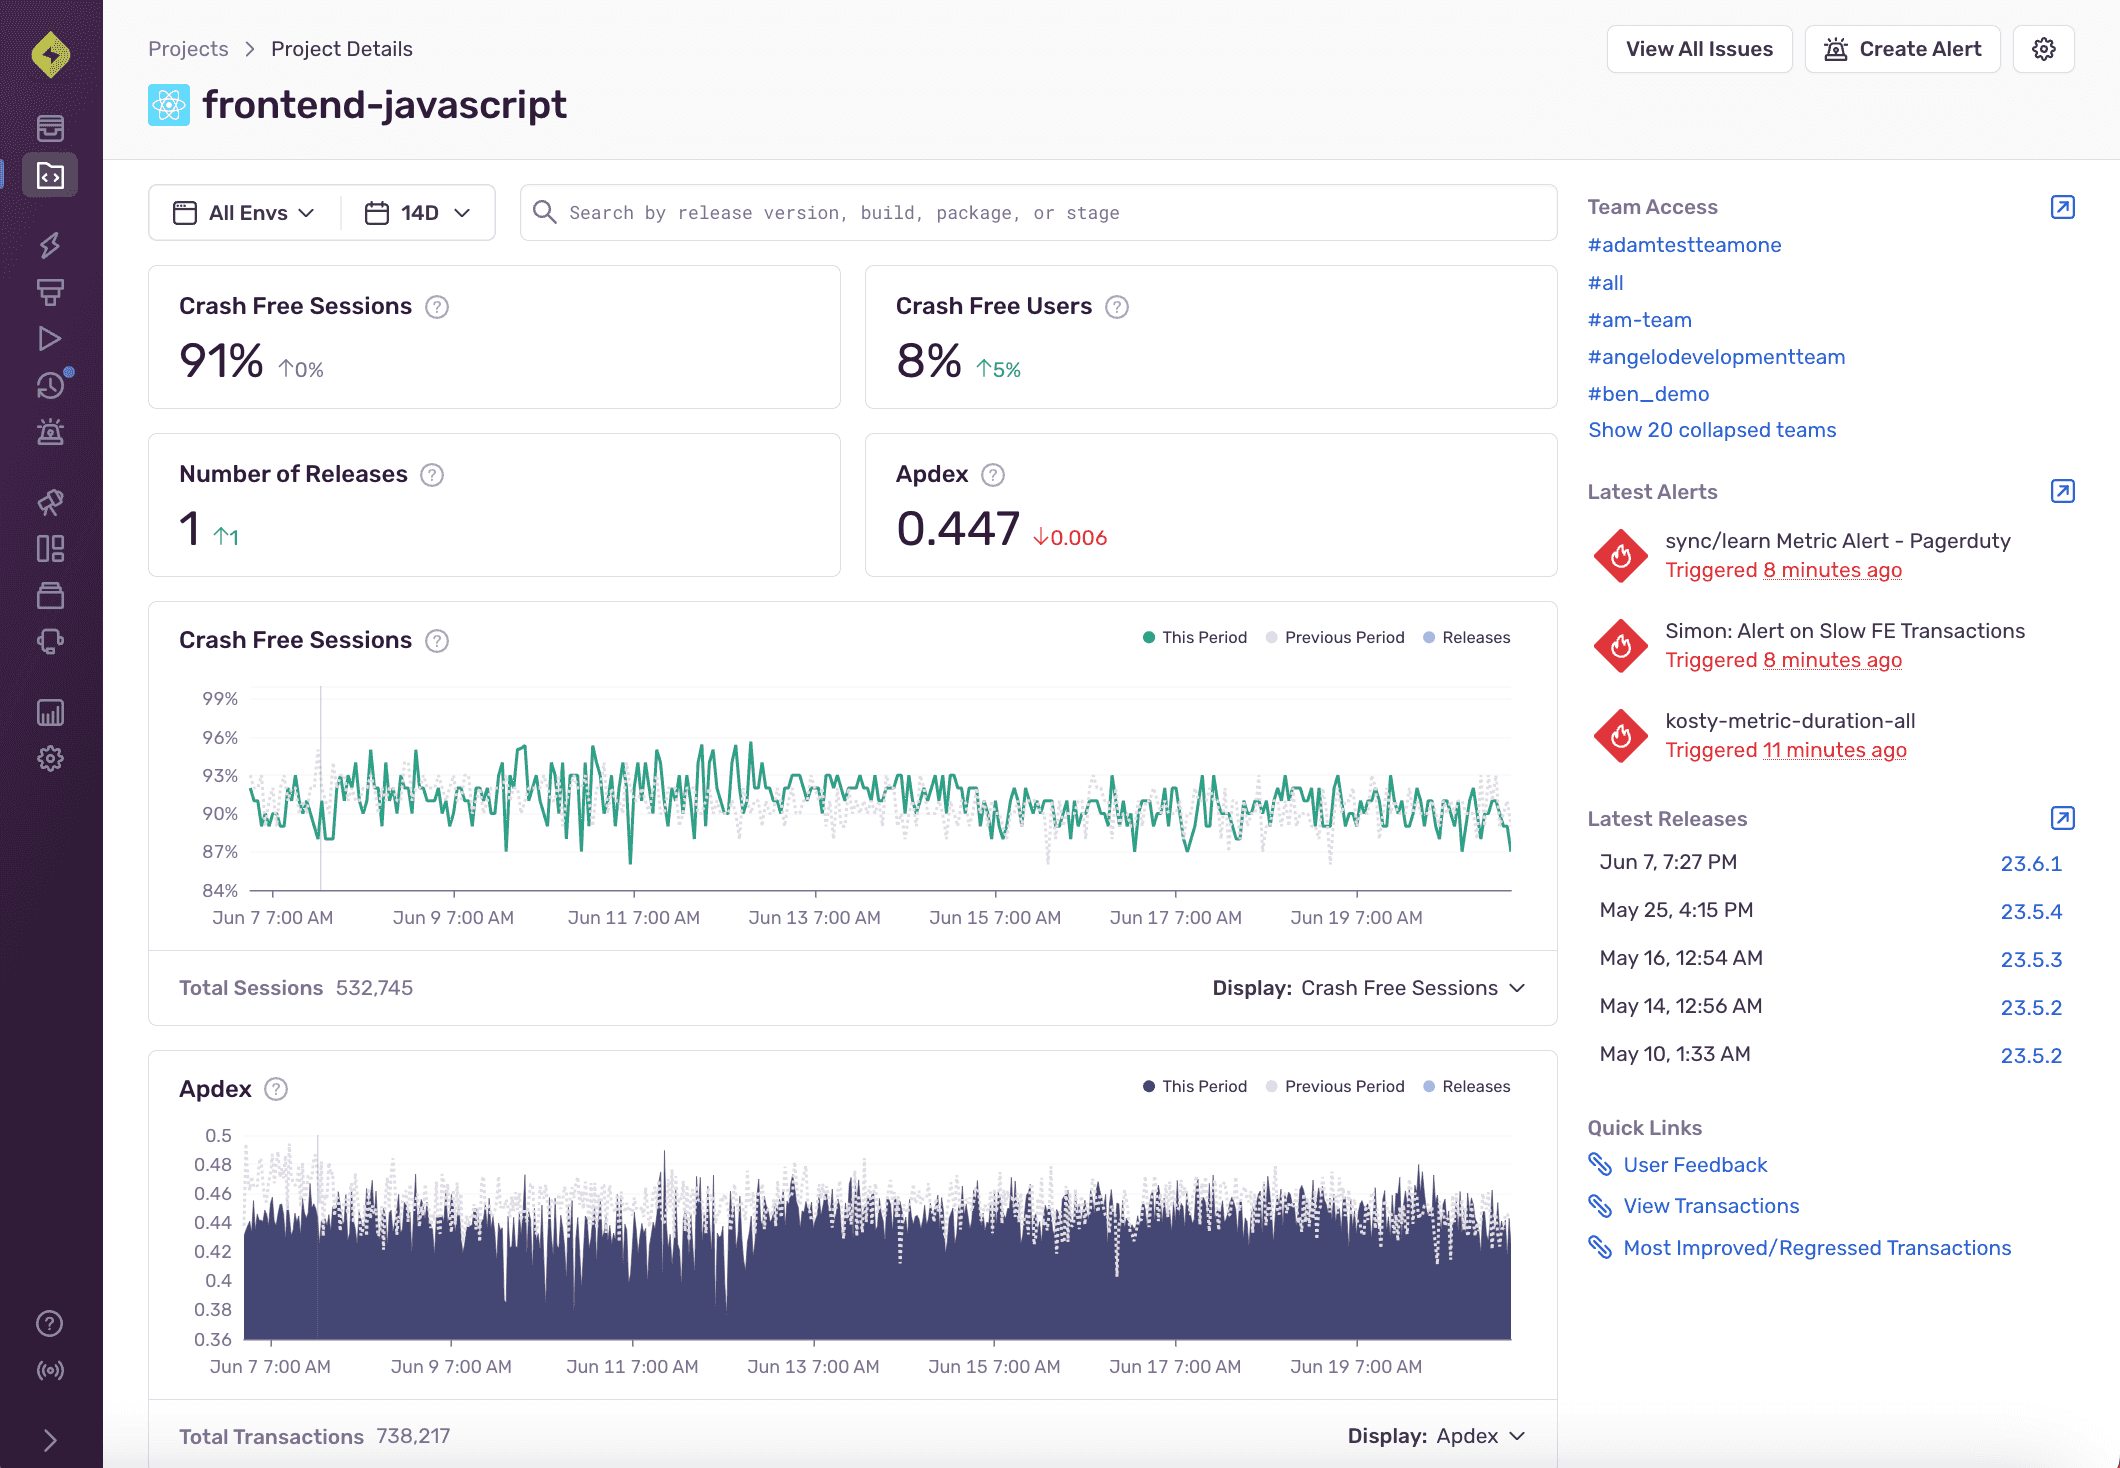 Projects > Project Details
View All Issues
Create Alert
frontend-javascript
All Envs
14D
Search by release version, build, package, or stage
Crash Free Sessions ?
91% ↑0%
Crash Free Users ?
8% ↑5%
Number of Releases ?
1 ↑1
Apdex ?
0.447 ↓0.006
Crash Free Sessions ?
This Period
Previous Period
Releases
99%
96%
93%
90%
87%
84%
Jun 7 7:00 AM
Jun 9 7:00 AM
Jun 11 7:00 AM
Jun 13 7:00 AM
Jun 15 7:00 AM
Jun 17 7:00 AM
Jun 19 7:00 AM
Total Sessions 532,745
Display: Crash Free Sessions
Apdex ?
This Period
Previous Period
Releases
0.5
0.48
0.46
0.44
0.42
0.4
0.38
0.36
Jun 7 7:00 AM
Jun 9 7:00 AM
Jun 11 7:00 AM
Jun 13 7:00 AM
Jun 15 7:00 AM
Jun 17 7:00 AM
Jun 19 7:00 AM
Total Transactions 738,217
Display: Apdex
Team Access
#adamtestteamone
#all
#am-team
#angelodevelopmentteam
#ben_demo
Show 20 collapsed teams
Latest Alerts
sync/learn Metric Alert - Pagerduty
Triggered 8 minutes ago
Simon: Alert on Slow FE Transactions
Triggered 8 minutes ago
kosty-metric-duration-all
Triggered 11 minutes ago
Latest Releases
Jun 7, 7:27 PM 23.6.1
May 25, 4:15 PM 23.5.4
May 16, 12:54 AM 23.5.3
May 14, 12:56 AM 23.5.2
May 10, 1:33 AM 23.5.2
Quick Links
User Feedback
View Transactions
Most Improved/Regressed Transactions